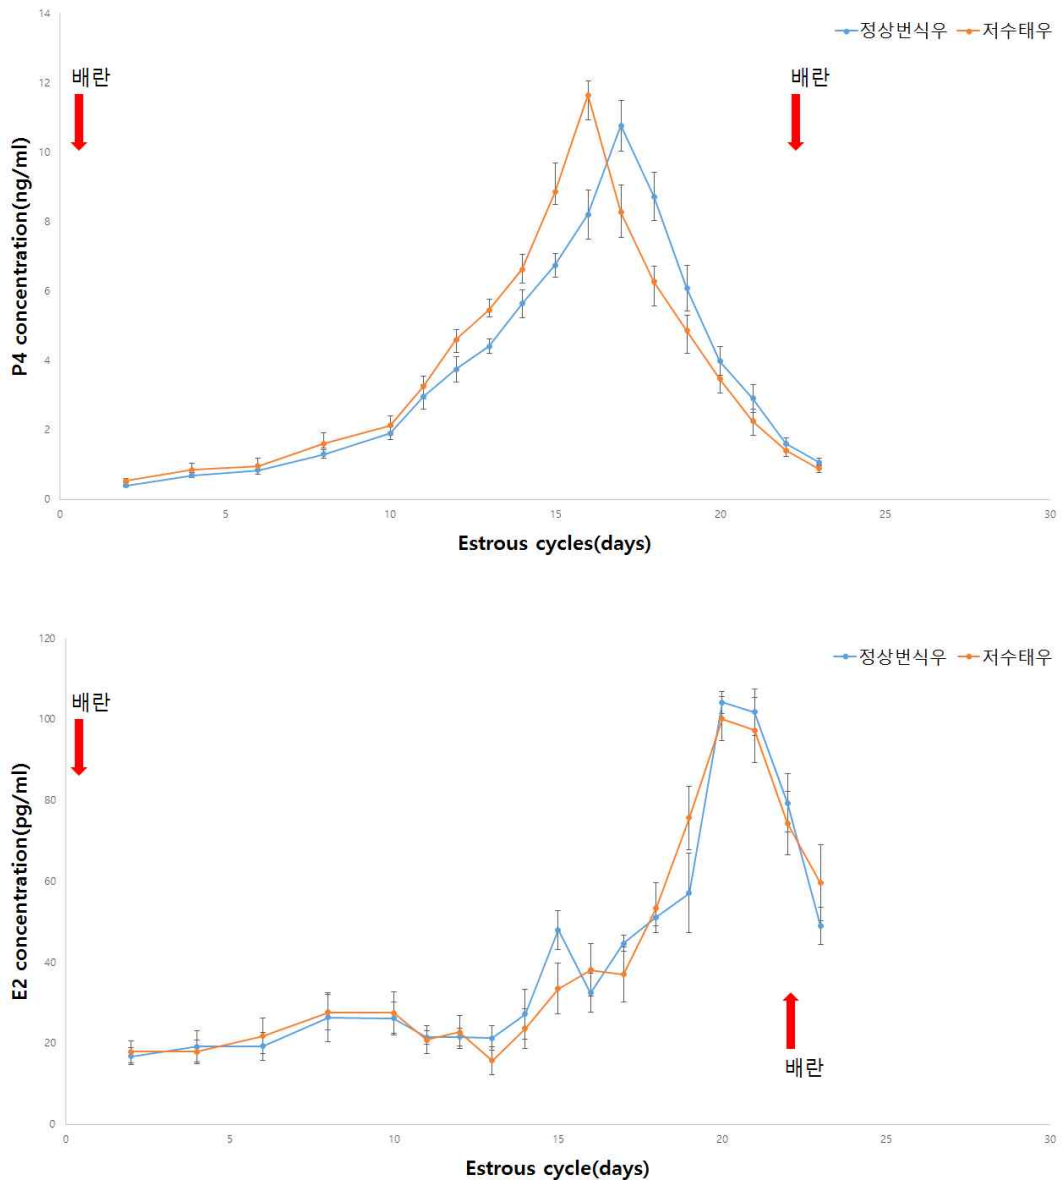 14
정상번식우 저수태우
12
배란
배란
10
8
6
4
2
0
P4 concentration(ng/ml)
0 5 10 15 20 25 30
Estrous cycles(days)
120
정상번식우 저수태우
100
배란
80
60
40
20
0
E2 concentration(pg/ml)
배란
0 5 10 15 20 25 30
Estrous cycle(days)